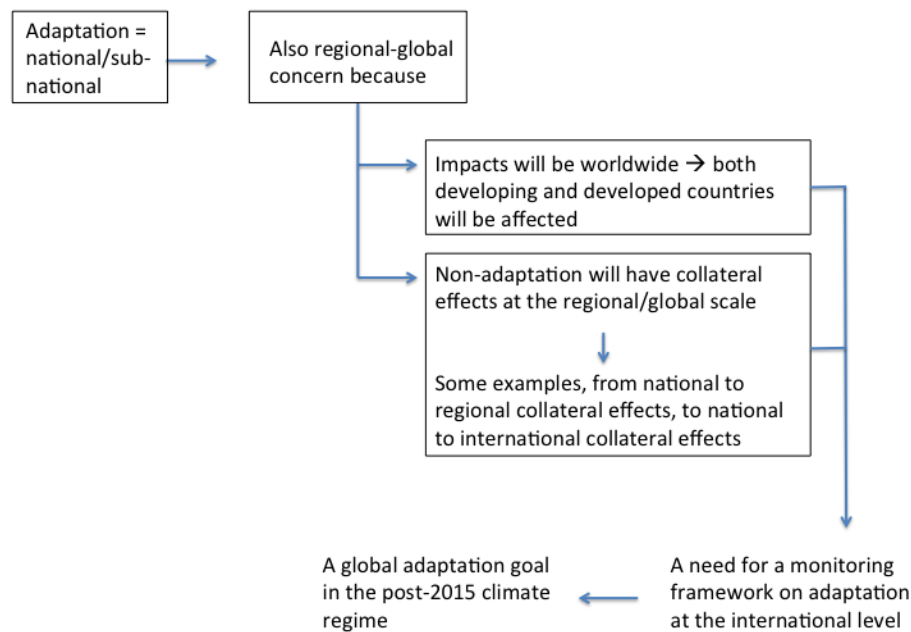 Adaptation =
national/sub-
national
Also regional-global
concern because
Impacts will be worldwide → both
developing and developed countries
will be affected
Non-adaptation will have collateral
effects at the regional/global scale
Some examples, from national to
regional collateral effects, to national
to international collateral effects
A need for a monitoring
framework on adaptation
at the international level
A global adaptation goal
in the post-2015 climate
regime